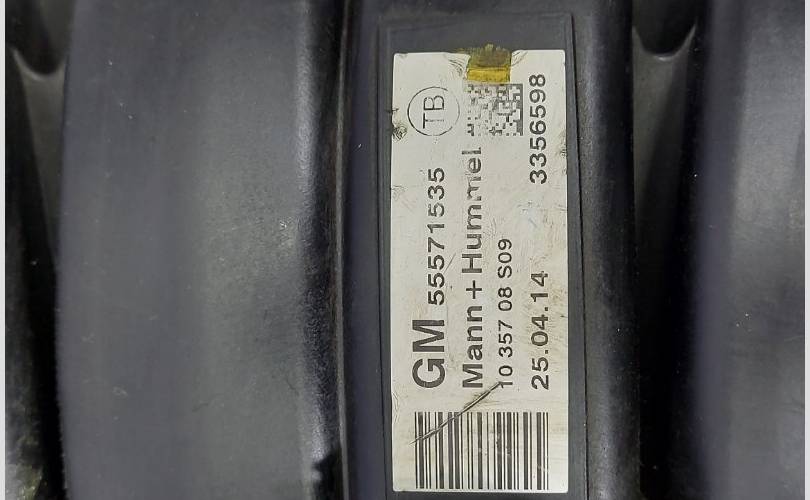 GM 55571535
TB
Mann+Hummel
10 357 08 S09
25.04.14
3356598